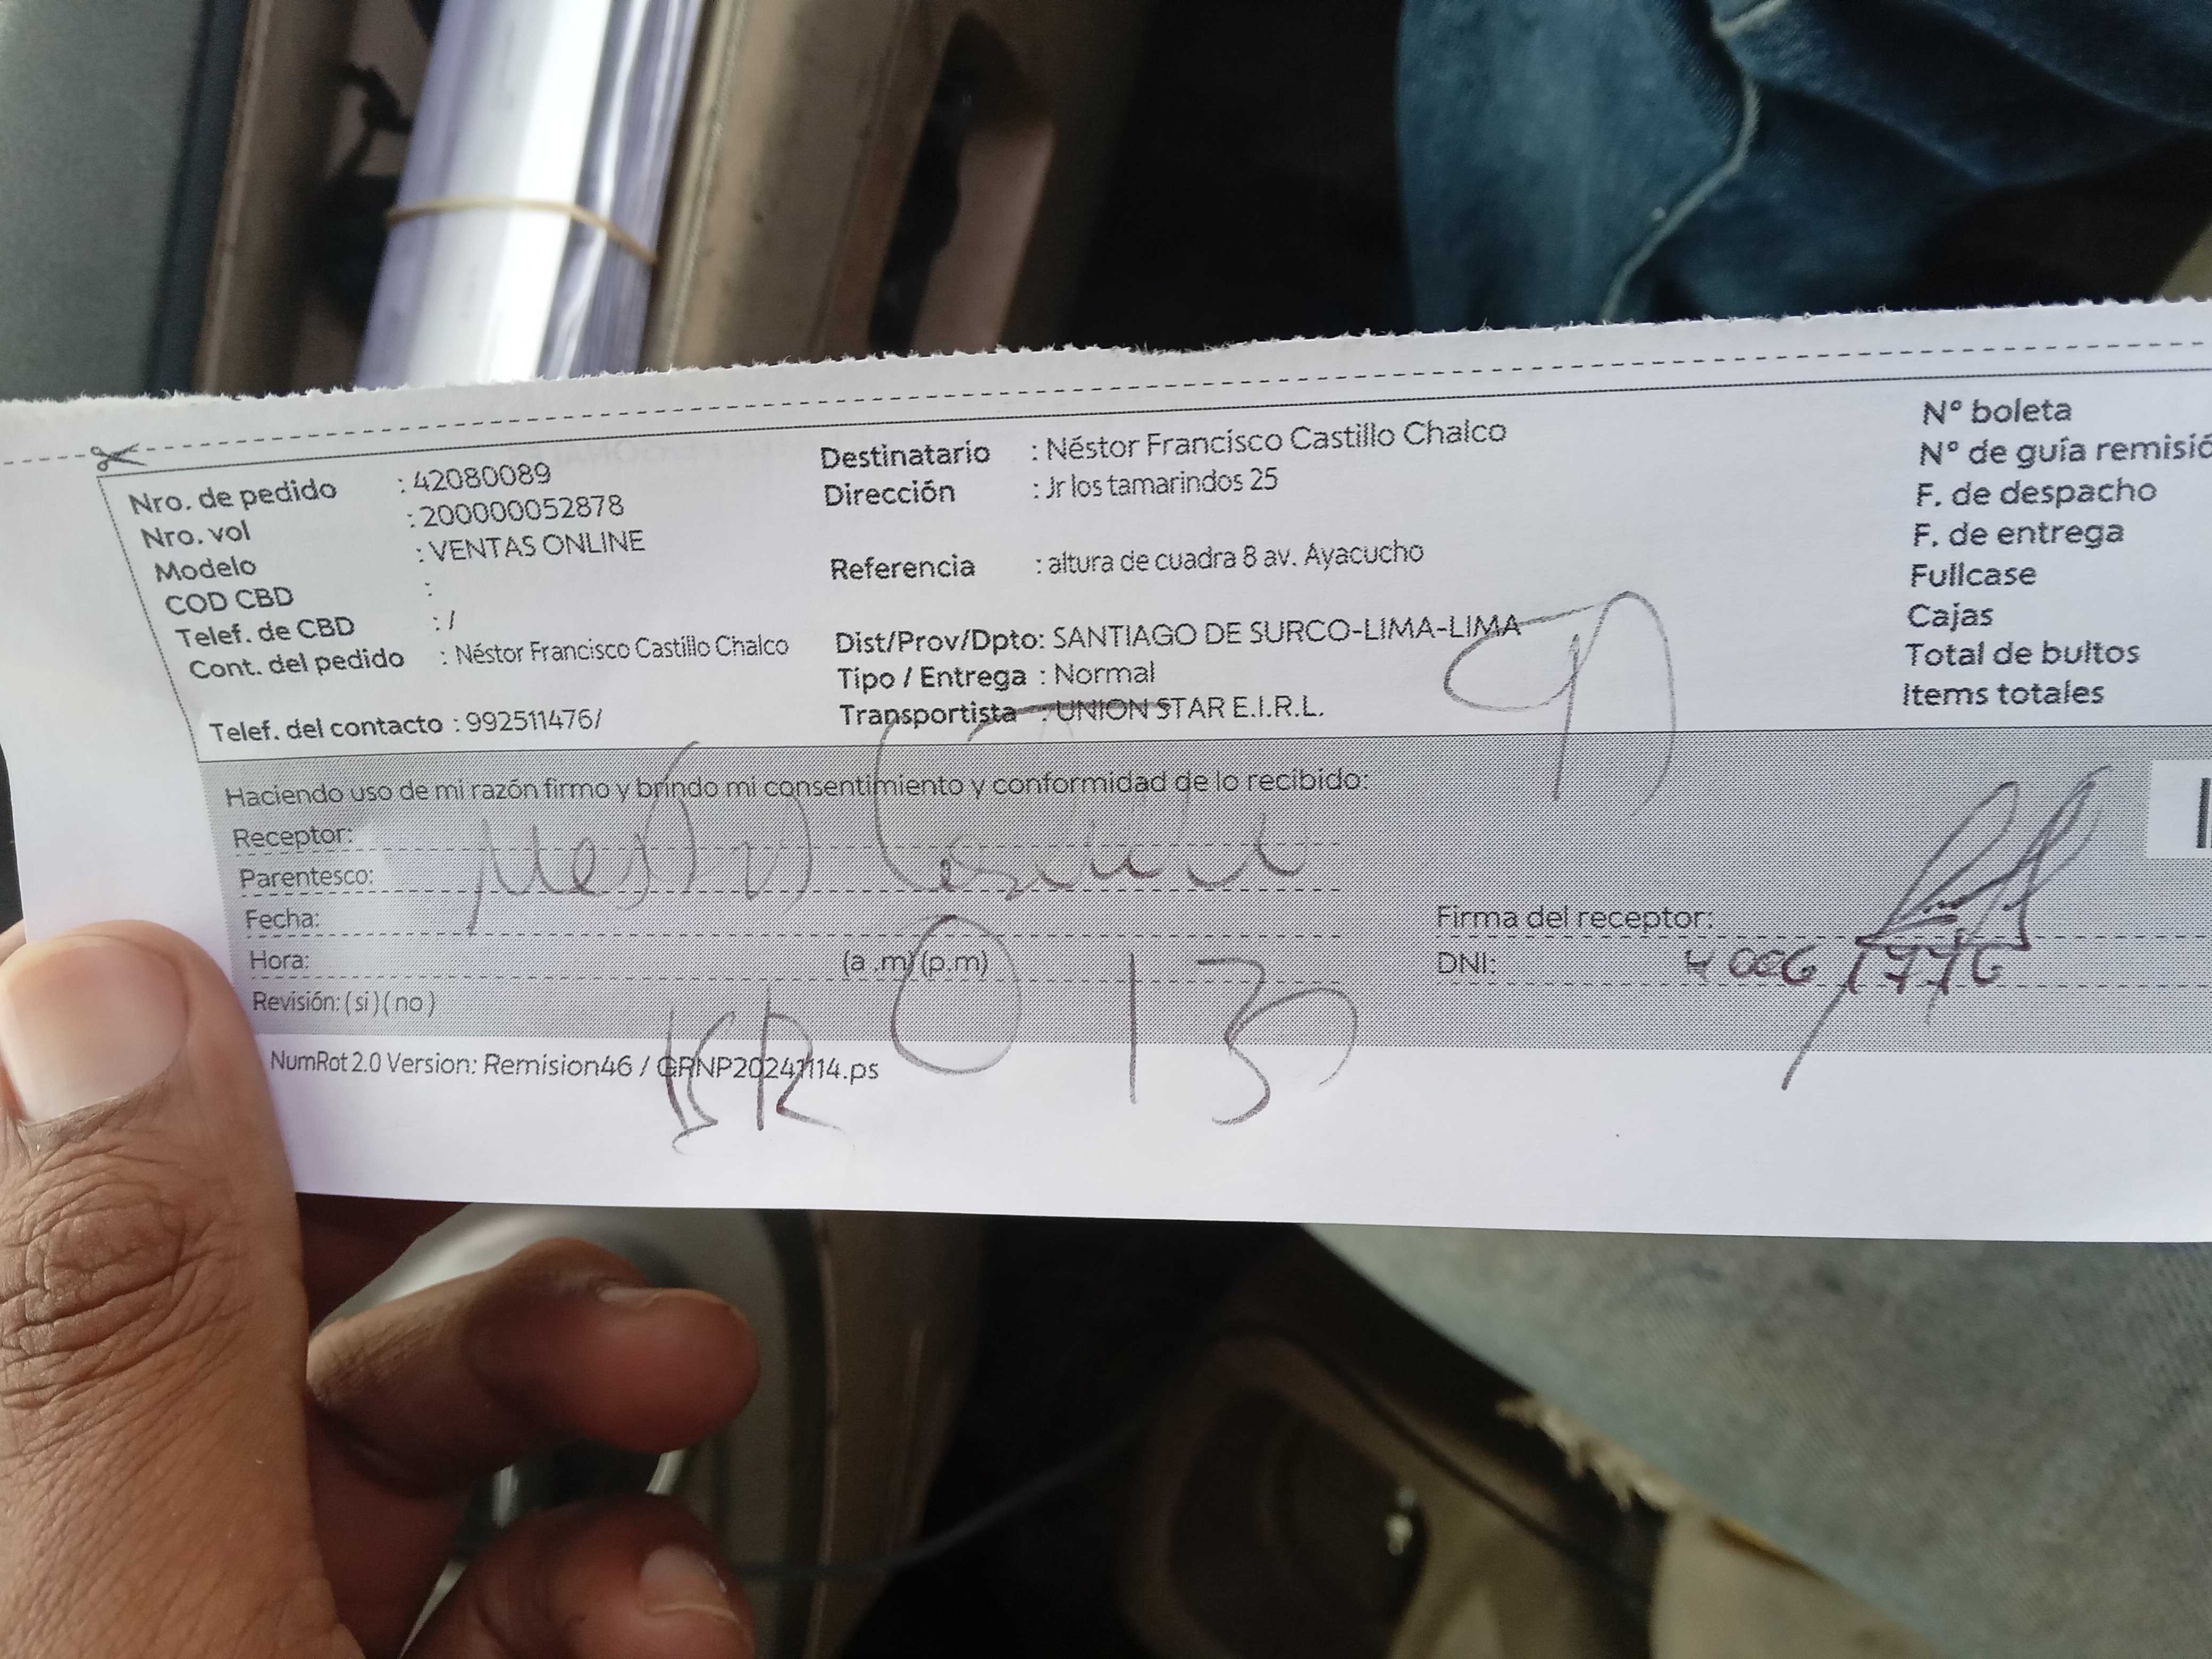 Nro. de pedido : 42080089
Nro. vol : 200000052878
Modelo : VENTAS ONLINE
COD CBD :
Telef. de CBD : /
Cont. del pedido : Néstor Francisco Castillo Chalco
Telef. del contacto : 992511476/
Destinatario : Néstor Francisco Castillo Chalco
Dirección : Jr los tamarindos 25
Referencia : altura de cuadra 8 av. Ayacucho
Dist/Prov/Dpto: SANTIAGO DE SURCO-LIMA-LIMA
Tipo / Entrega : Normal
Transportista : UNION STAR E.I.R.L.
N° boleta
N° de guía remisió
F. de despacho
F. de entrega
Fullcase
Cajas
Total de bultos
Items totales
Haciendo uso de mi razón firmo y brindo mi consentimiento y conformidad de lo recibido:
Receptor:
Nestor Castillo
Parentesco:
Fecha:
Hora: (a .m) (p.m)
Revisión: ( si ) ( no )
Firma del receptor:
DNI:
NumRot 2.0 Version: Remision46 / GRNP20241114.ps